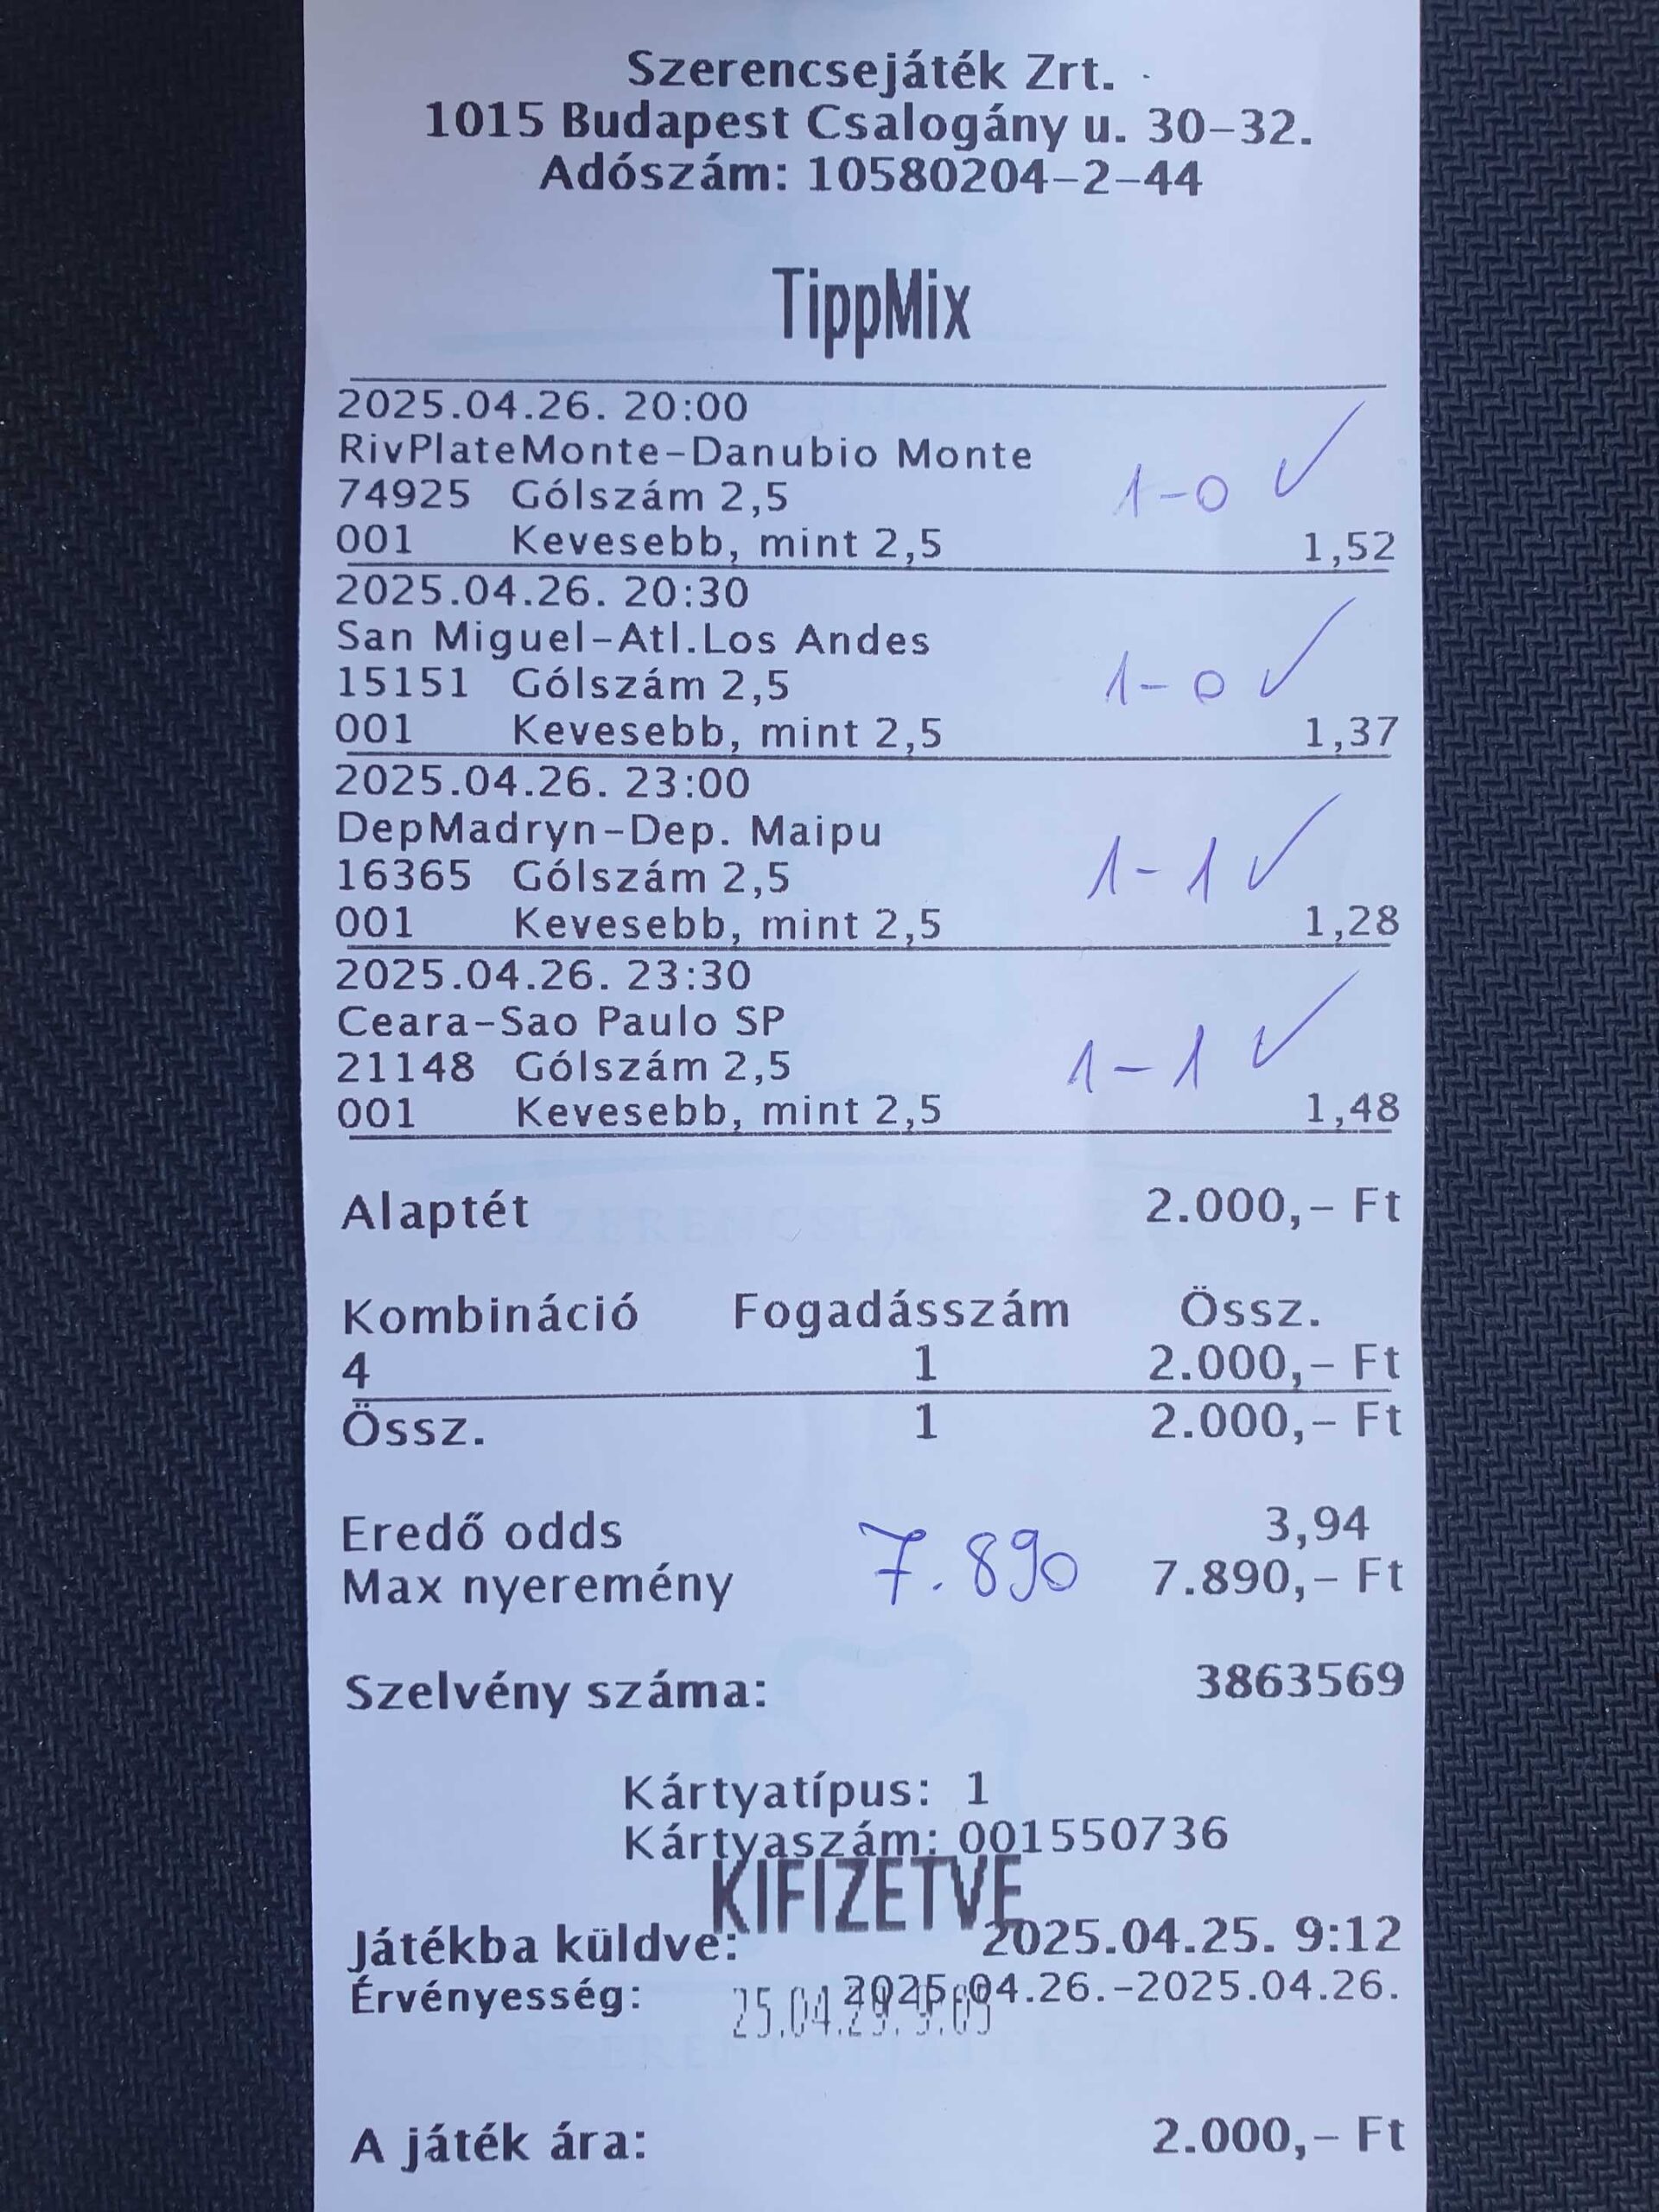 Szerencsejáték Zrt.
1015 Budapest Csalogány u. 30-32.
Adószám: 10580204-2-44
TippMix
2025.04.26. 20:00
RivPlateMonte-Danubio Monte
74925 Gólszám 2,5 1-0 ✓
001 Kevesebb, mint 2,5 1,52
2025.04.26. 20:30
San Miguel-Atl.Los Andes
15151 Gólszám 2,5 1-0 ✓
001 Kevesebb, mint 2,5 1,37
2025.04.26. 23:00
DepMadryn-Dep. Maipu
16365 Gólszám 2,5 1-1 ✓
001 Kevesebb, mint 2,5 1,28
2025.04.26. 23:30
Ceara-Sao Paulo SP
21148 Gólszám 2,5 1-1 ✓
001 Kevesebb, mint 2,5 1,48
Alaptét 2.000,- Ft
Kombináció Fogadásszám Össz.
4 1 2.000,- Ft
Össz. 1 2.000,- Ft
Eredő odds 3,94
Max nyeremény 7.890 7.890,- Ft
Szelvény száma: 3863569
Kártyatípus: 1
Kártyaszám: 001550736
KIFIZETVE
Játékba küldve: 2025.04.25. 9:12
Érvényesség: 2025.04.26.-2025.04.26.
25.04.29.
A játék ára: 2.000,- Ft